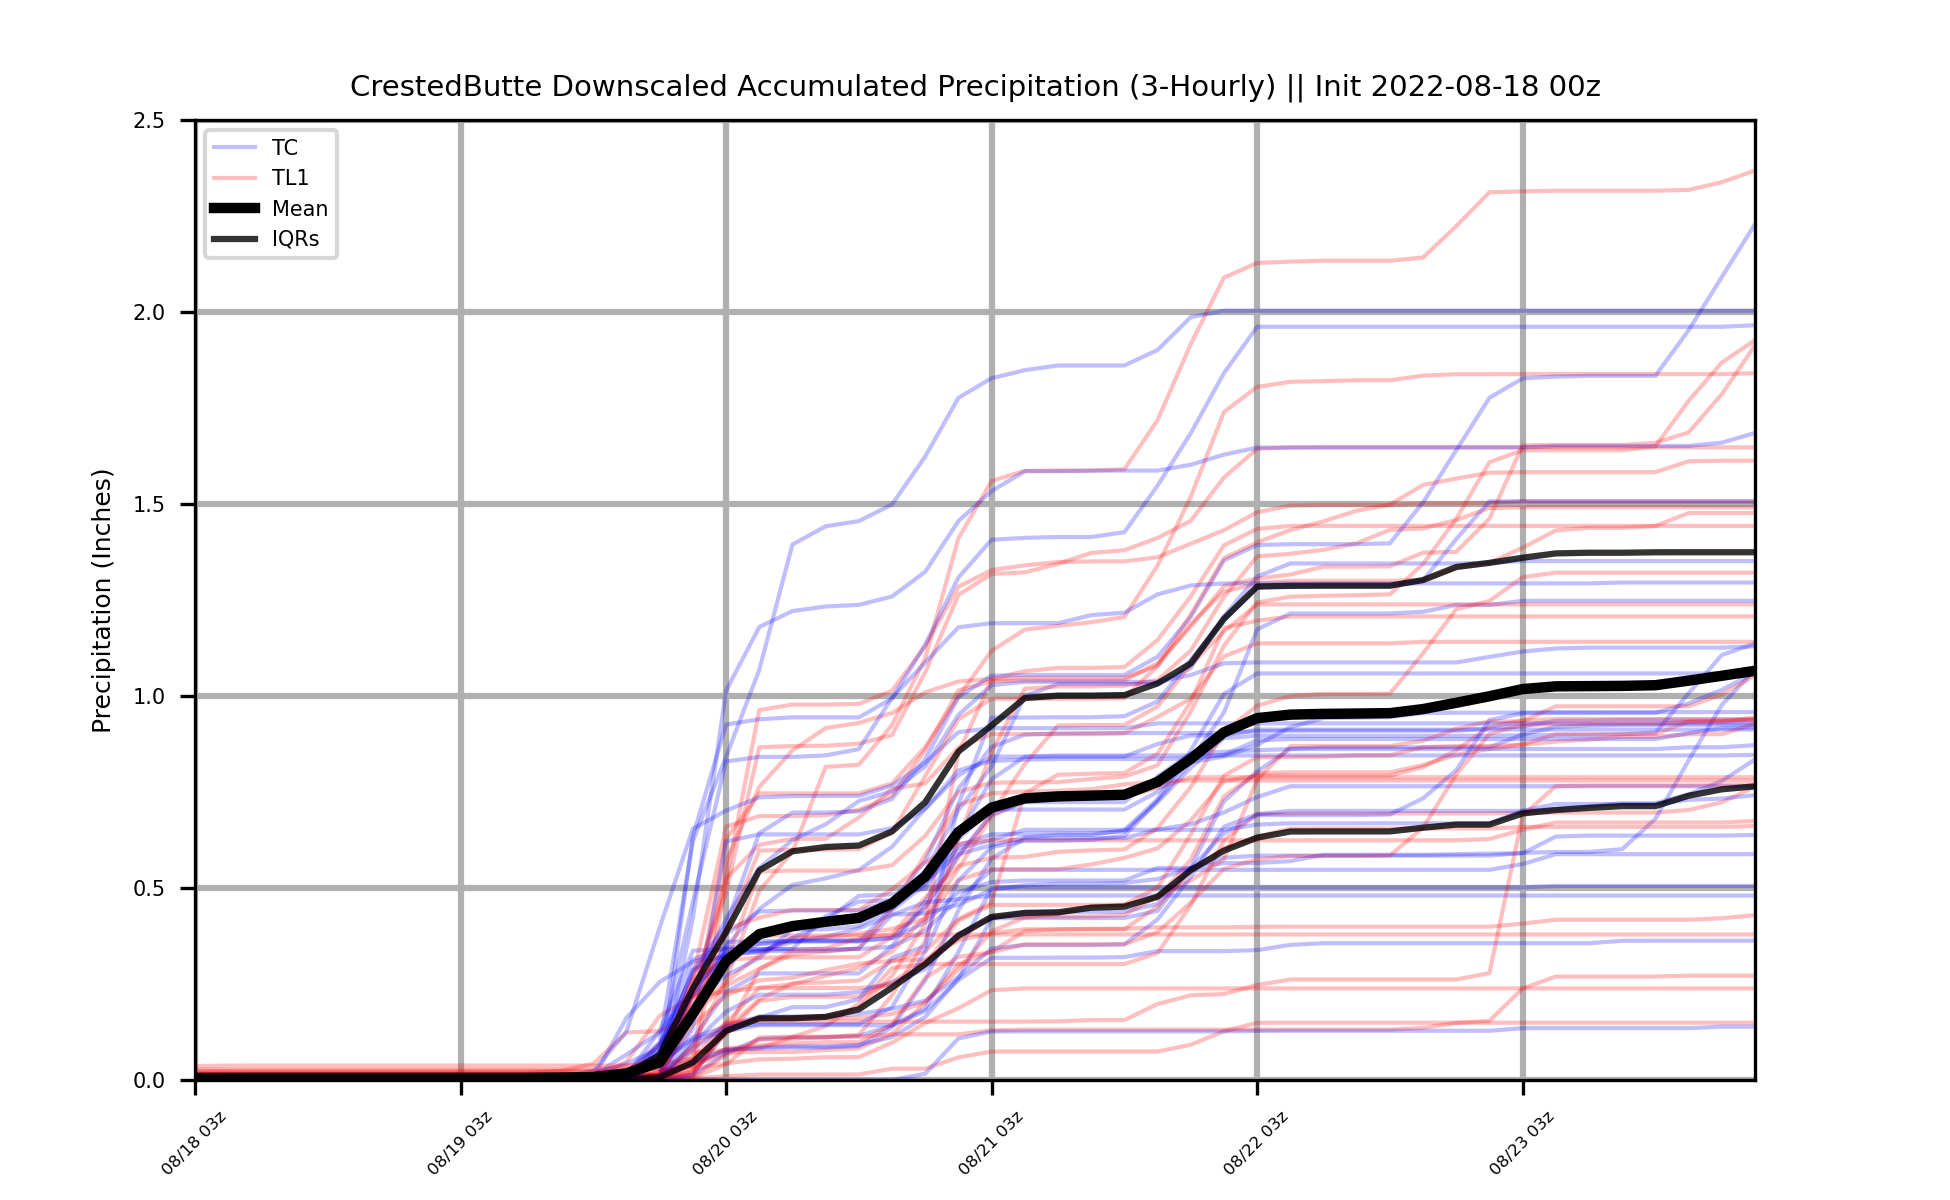 CrestedButte Downscaled Accumulated Precipitation (3-Hourly) || Init 2022-08-18 00z
TC
TL1
Mean
IQRs
Precipitation (Inches)
2.5
2.0
1.5
1.0
0.5
0.0
08/18 03z
08/19 03z
08/20 03z
08/21 03z
08/22 03z
08/23 03z